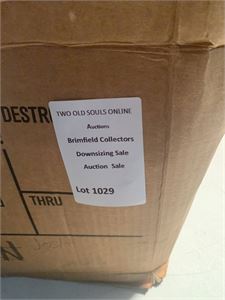 DESTR
TWO OLD SOULS ONLINE
Auctions
Brimfield Collectors
Downsizing Sale
Auction Sale
Lot 1029
THRU